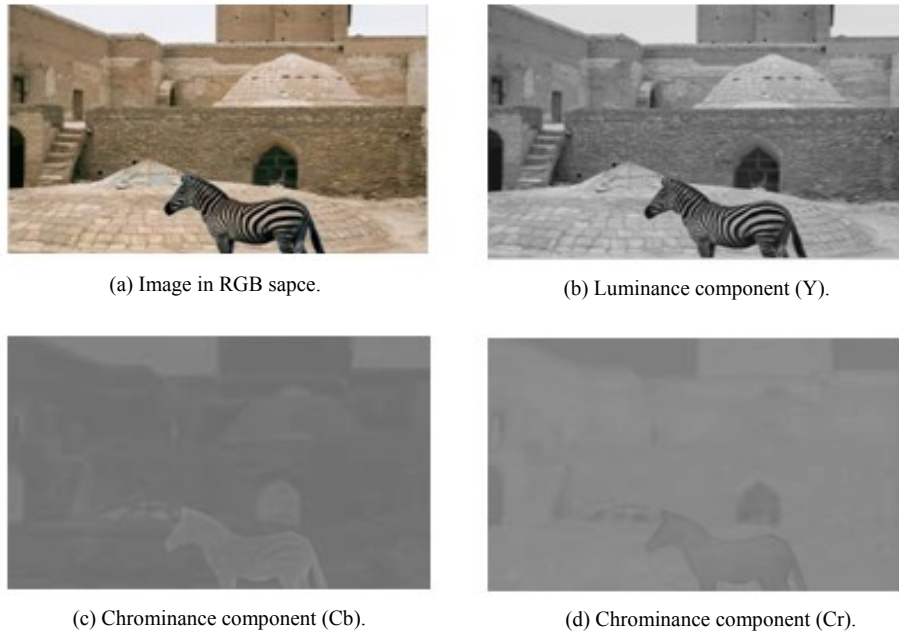 (a) Image in RGB sapce.
(b) Luminance component (Y).
(c) Chrominance component (Cb).
(d) Chrominance component (Cr).